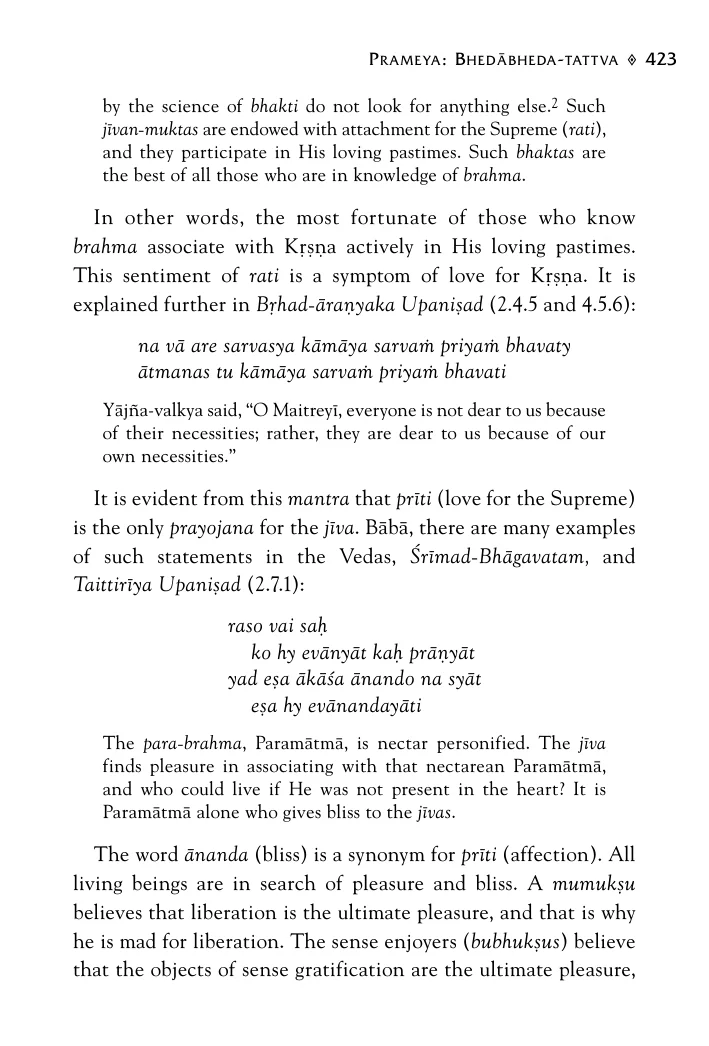 PRAMEYA: BHEDĀBHEDA-TATTVA ◊ 423
by the science of bhakti do not look for anything else.2 Such
jīvan-muktas are endowed with attachment for the Supreme (rati),
and they participate in His loving pastimes. Such bhaktas are
the best of all those who are in knowledge of brahma.
In other words, the most fortunate of those who know
brahma associate with Kṛṣṇa actively in His loving pastimes.
This sentiment of rati is a symptom of love for Kṛṣṇa. It is
explained further in Bṛhad-āraṇyaka Upaniṣad (2.4.5 and 4.5.6):
na vā are sarvasya kāmāya sarvaṁ priyaṁ bhavaty
ātmanas tu kāmāya sarvaṁ priyaṁ bhavati
Yājña-valkya said, “O Maitreyī, everyone is not dear to us because
of their necessities; rather, they are dear to us because of our
own necessities.”
It is evident from this mantra that prīti (love for the Supreme)
is the only prayojana for the jīva. Bābā, there are many examples
of such statements in the Vedas, Śrīmad-Bhāgavatam, and
Taittirīya Upaniṣad (2.7.1):
raso vai saḥ
ko hy evānyāt kaḥ prāṇyāt
yad eṣa ākāśa ānando na syāt
eṣa hy evānandayāti
The para-brahma, Paramātmā, is nectar personified. The jīva
finds pleasure in associating with that nectarean Paramātmā,
and who could live if He was not present in the heart? It is
Paramātmā alone who gives bliss to the jīvas.
The word ānanda (bliss) is a synonym for prīti (affection). All
living beings are in search of pleasure and bliss. A mumukṣu
believes that liberation is the ultimate pleasure, and that is why
he is mad for liberation. The sense enjoyers (bubhukṣus) believe
that the objects of sense gratification are the ultimate pleasure,